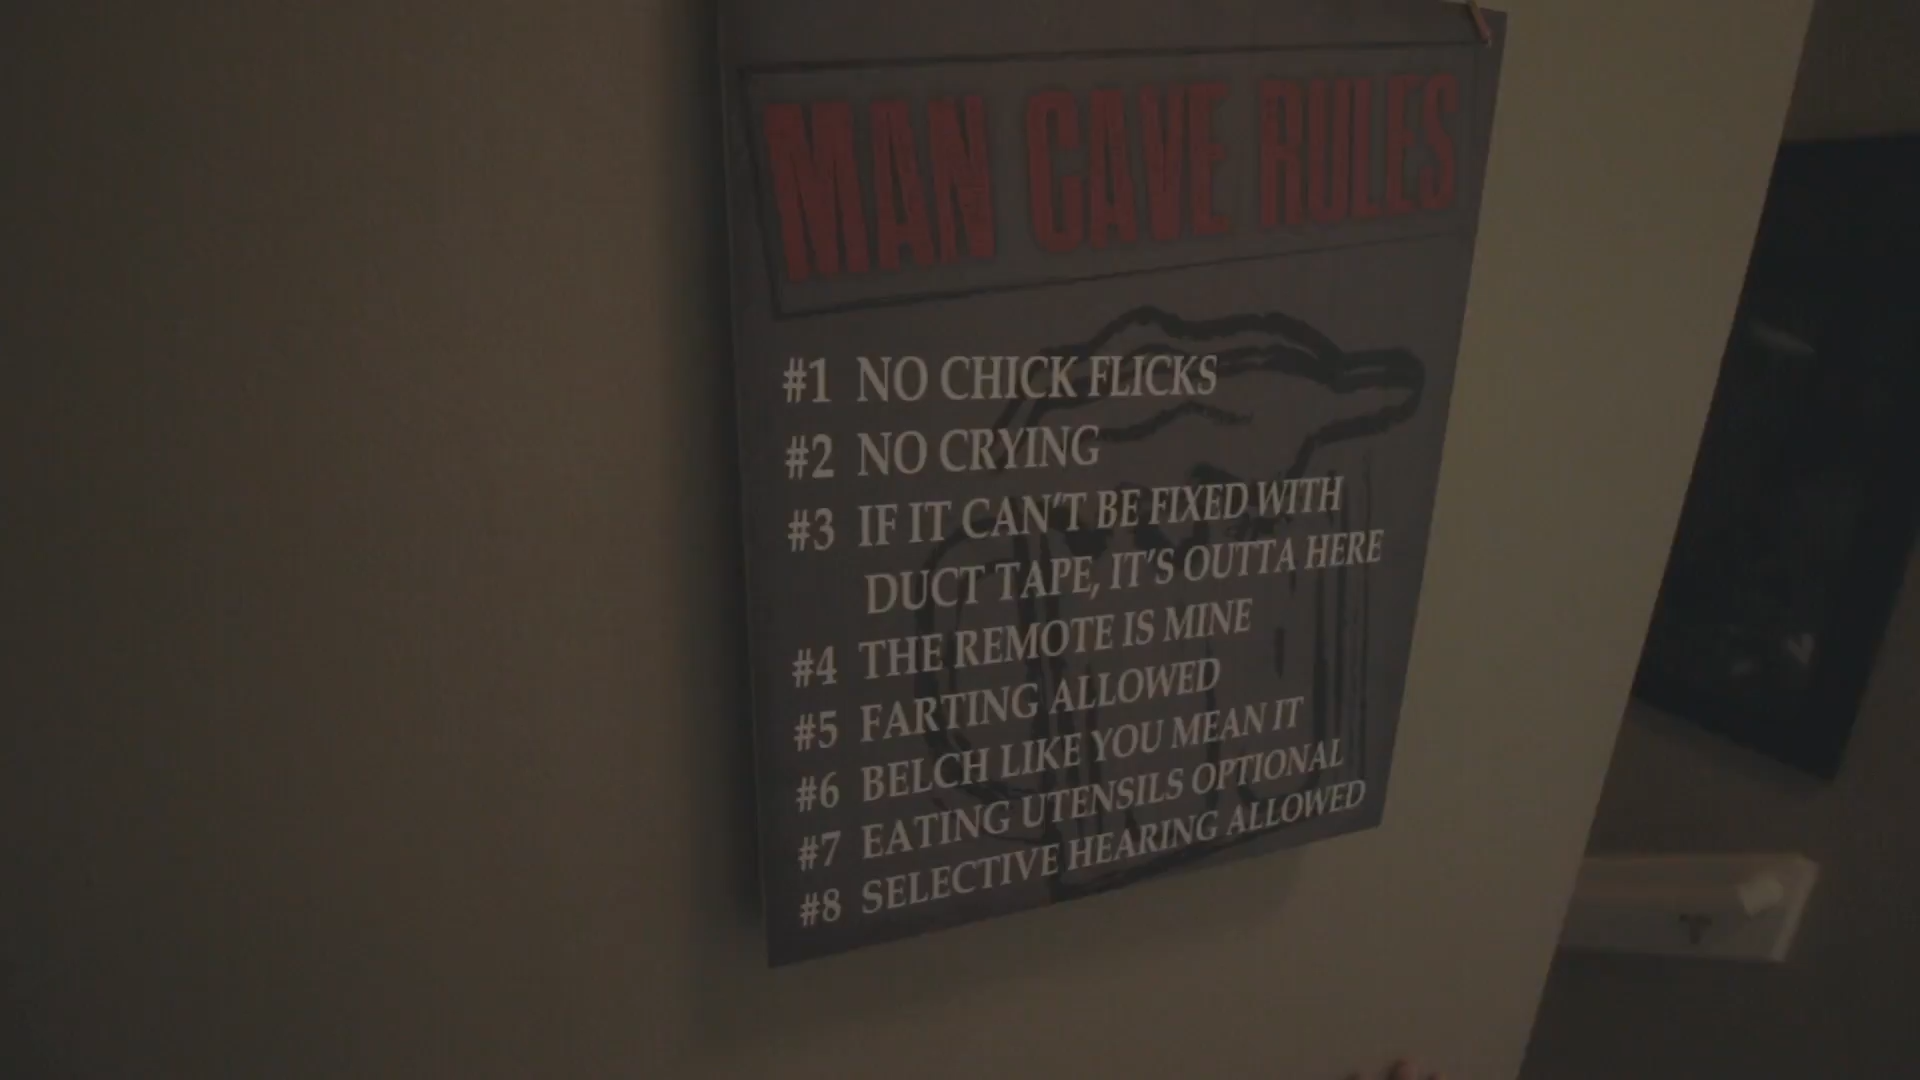 MAN CAVE RULES
#1 NO CHICK FLICKS
#2 NO CRYING
#3 IF IT CAN'T BE FIXED WITH
DUCT TAPE, IT'S OUTTA HERE
#4 THE REMOTE IS MINE
#5 FARTING ALLOWED
#6 BELCH LIKE YOU MEAN IT
#7 EATING UTENSILS OPTIONAL
#8 SELECTIVE HEARING ALLOWED